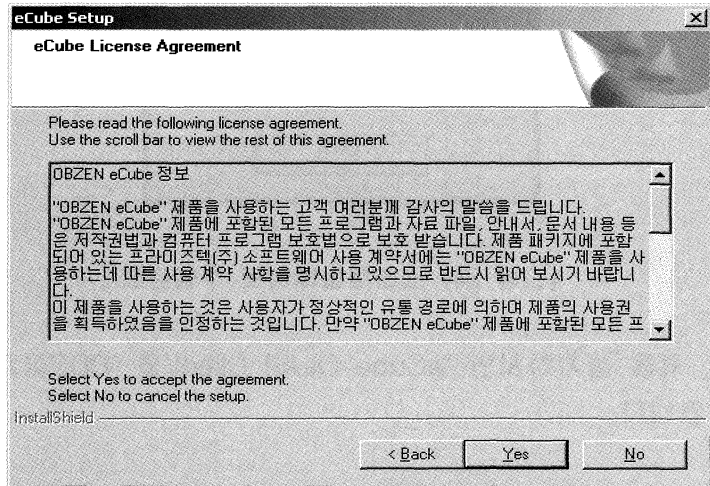 eCube Setup
eCube License Agreement
Please read the following license agreement.
Use the scroll bar to view the rest of this agreement.
OBZEN eCube 정보
"OBZEN eCube" 제품을 사용하는 고객 여러분께 감사의 말씀을 드립니다.
"OBZEN eCube" 제품에 포함된 모든 프로그램과 자료 파일, 안내서, 문서 내용 등
은 저작권법과 컴퓨터 프로그램 보호법으로 보호 받습니다. 제품 패키지에 포함
되어 있는 프라이즈텍(주) 소프트웨어 사용 계약서에는 "OBZEN eCube" 제품을 사
용하는데 따른 사용 계약 사항을 명시하고 있으므로 반드시 읽어 보시기 바랍니
다.
이 제품을 사용하는 것은 사용자가 정상적인 유통 경로에 의하며 제품의 사용권
을 획득하였음을 인정하는 것입니다. 만약 "OBZEN eCube" 제품에 포함된 모든 프
Select Yes to accept the agreement.
Select No to cancel the setup.
InstallShield
< Back
Yes
No